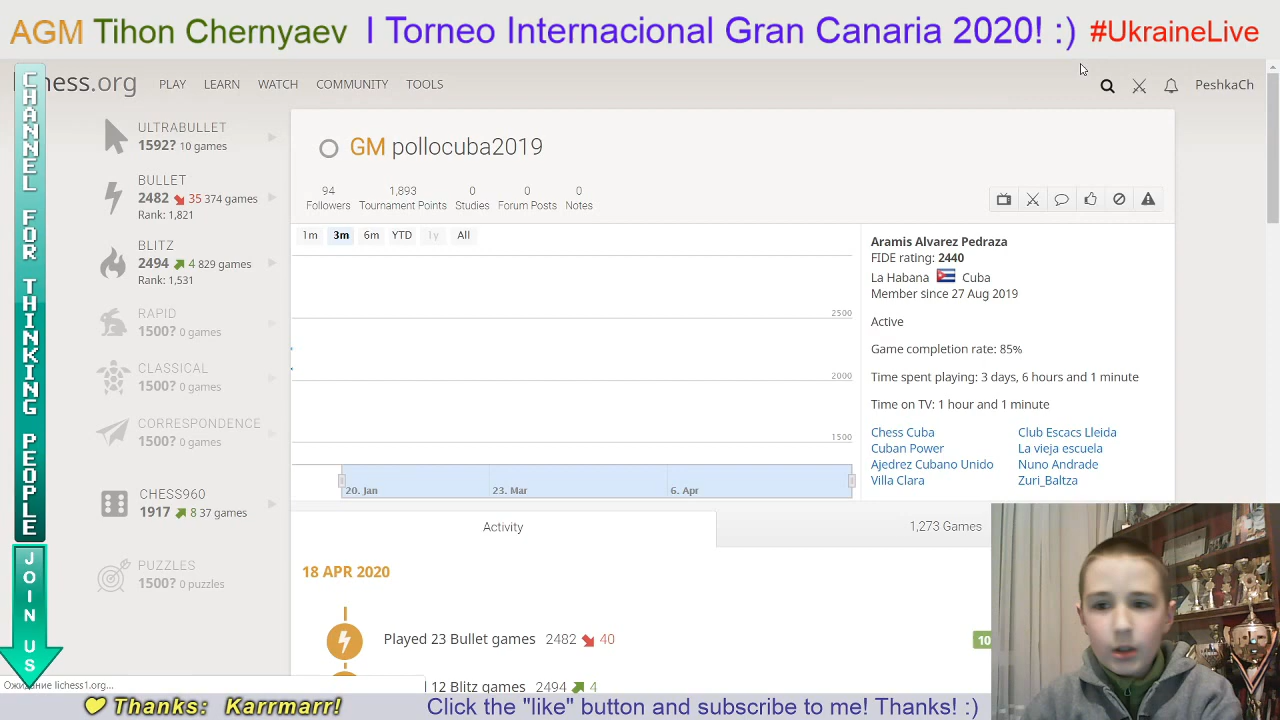 AGM Tihon Chernyaev I Torneo Internacional Gran Canaria 2020! :) #UkraineLive
CHANNEL FOR THINKING PEOPLE
JOIN US
hess.org PLAY LEARN WATCH COMMUNITY TOOLS PeshkaCh
ULTRABULLET
1592? 10 games
BULLET
2482 35 374 games
Rank: 1,821
BLITZ
2494 4 829 games
Rank: 1,531
RAPID
1500? 0 games
CLASSICAL
1500? 0 games
CORRESPONDENCE
1500? 0 games
CHESS960
1917 8 37 games
PUZZLES
1500? 0 puzzles
GM pollocuba2019
94 1,893 0 0 0
Followers Tournament Points Studies Forum Posts Notes
1m 3m 6m YTD 1y All
2500
2000
1500
20. Jan 23. Mar 6. Apr
Aramis Alvarez Pedraza
FIDE rating: 2440
La Habana Cuba
Member since 27 Aug 2019
Active
Game completion rate: 85%
Time spent playing: 3 days, 6 hours and 1 minute
Time on TV: 1 hour and 1 minute
Chess Cuba Club Escacs Lleida
Cuban Power La vieja escuela
Ajedrez Cubano Unido Nuno Andrade
Villa Clara Zuri_Baltza
Activity 1,273 Games
18 APR 2020
Played 23 Bullet games 2482 40 10
12 Blitz games 2494 4
Ожидание lichess1.org...
Thanks: Karrmarr! Click the "like" button and subscribe to me! Thanks! :)